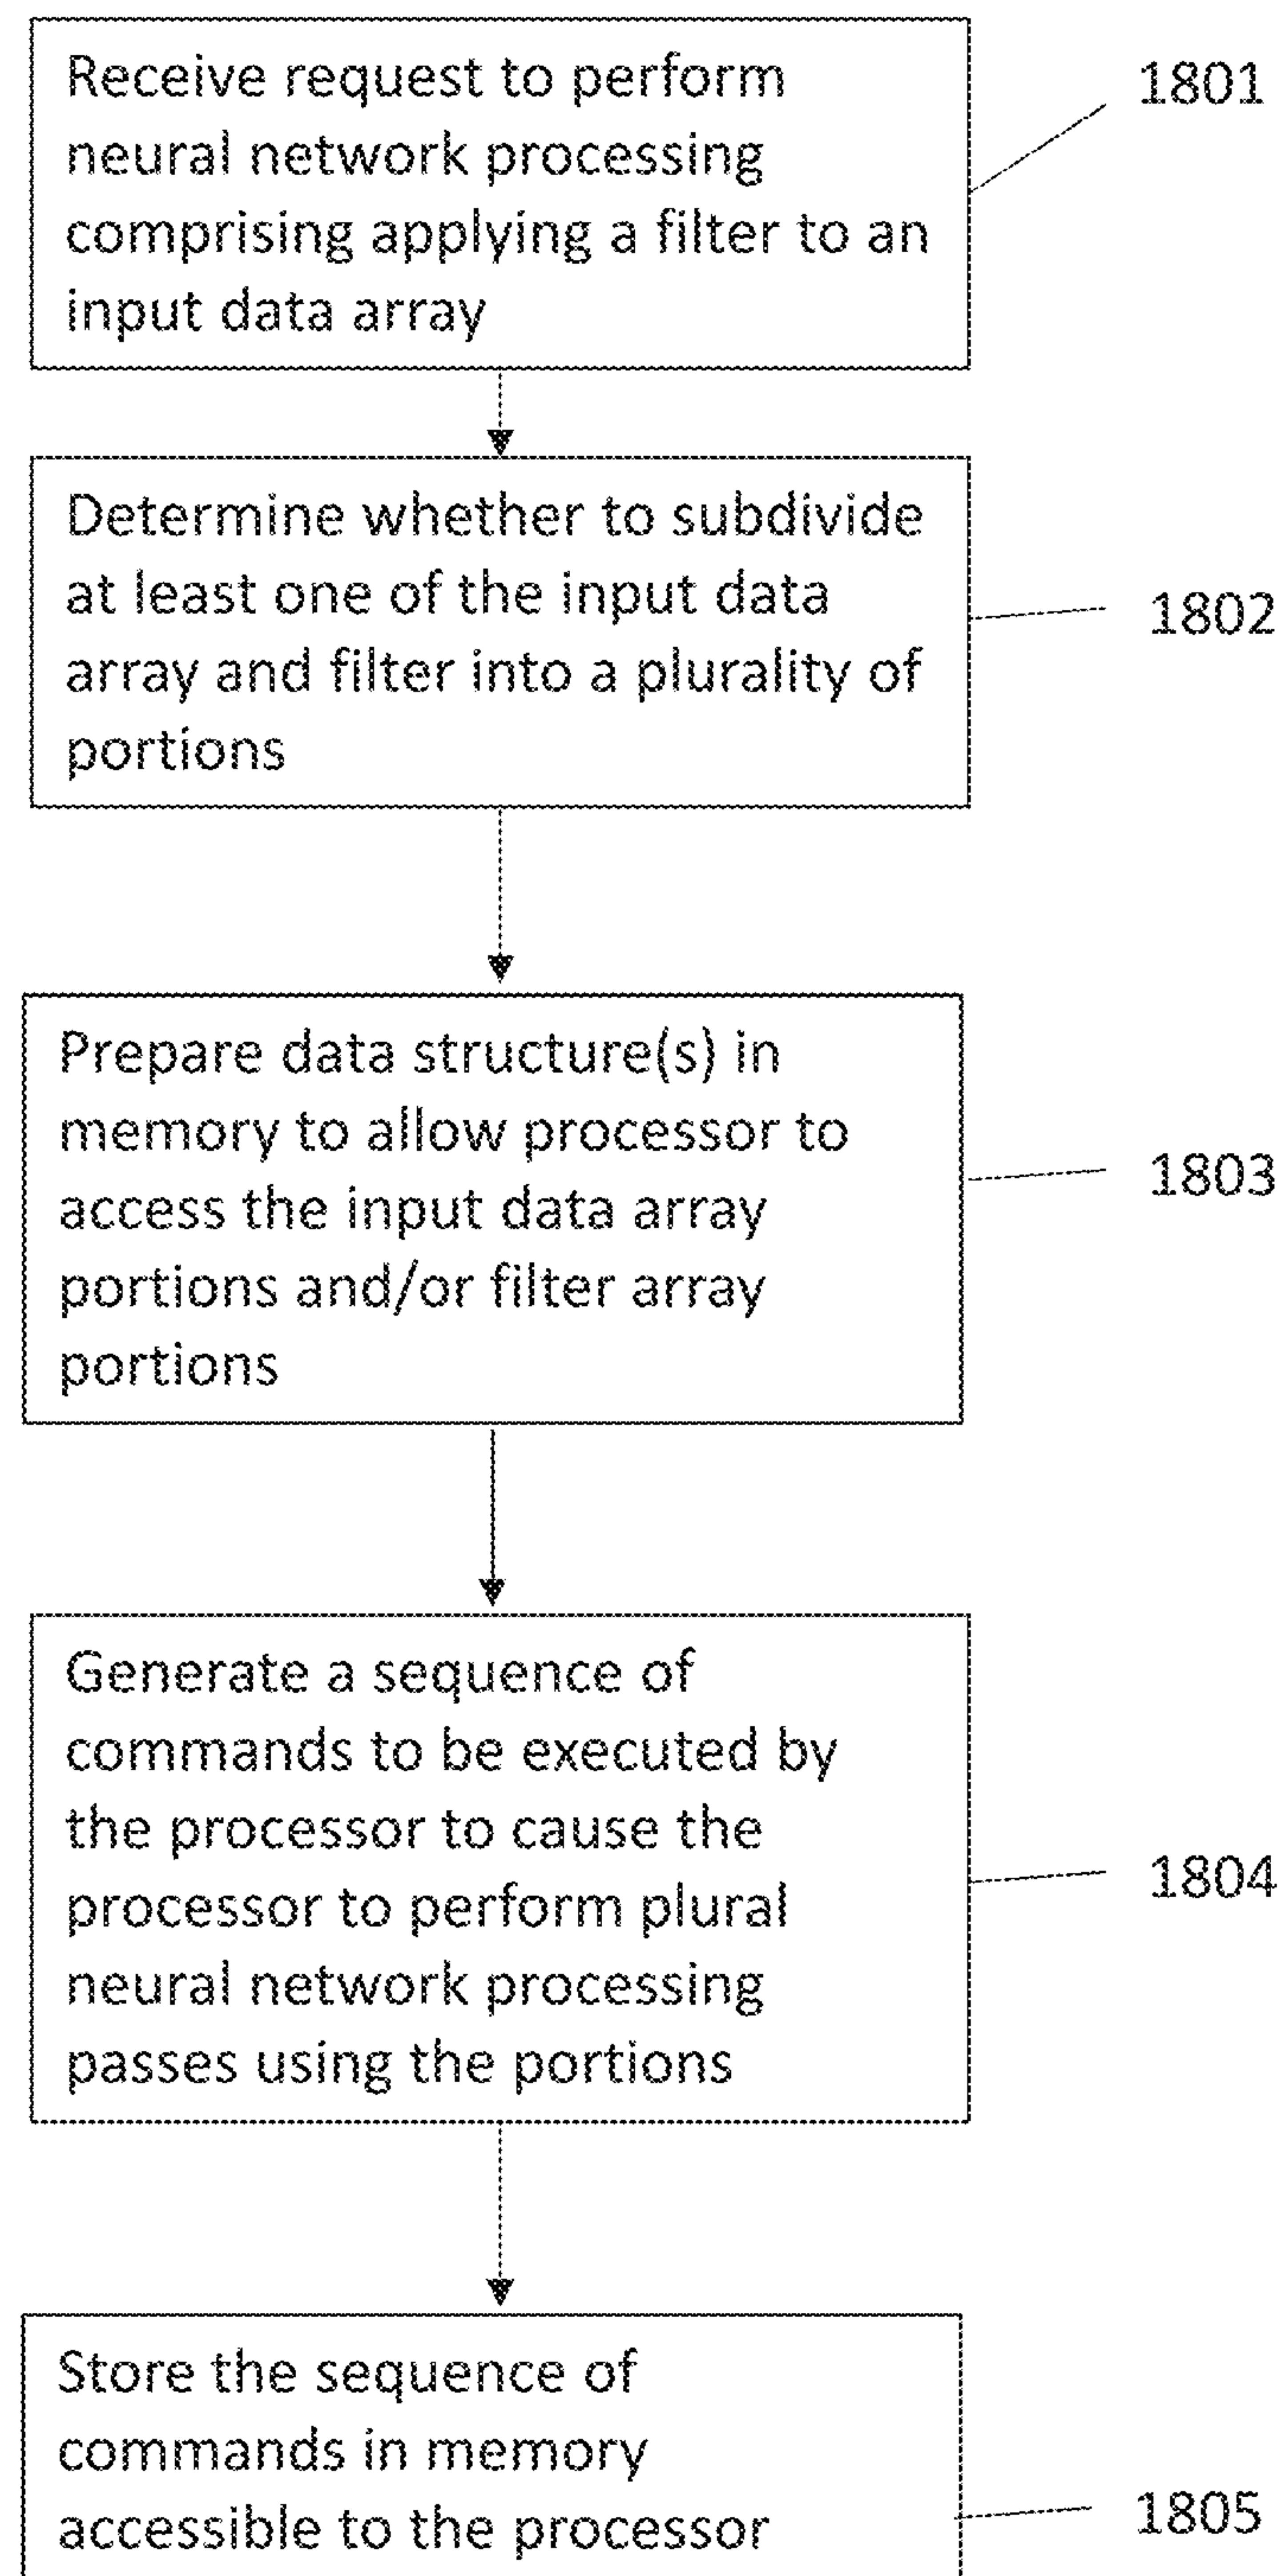 Receive request to perform
neural network processing
comprising applying a filter to an
input data array
1801
Determine whether to subdivide
at least one of the input data
array and filter into a plurality of
portions
1802
Prepare data structure(s) in
memory to allow processor to
access the input data array
portions and/or filter array
portions
1803
Generate a sequence of
commands to be executed by
the processor to cause the
processor to perform plural
neural network processing
passes using the portions
1804
Store the sequence of
commands in memory
accessible to the processor
1805